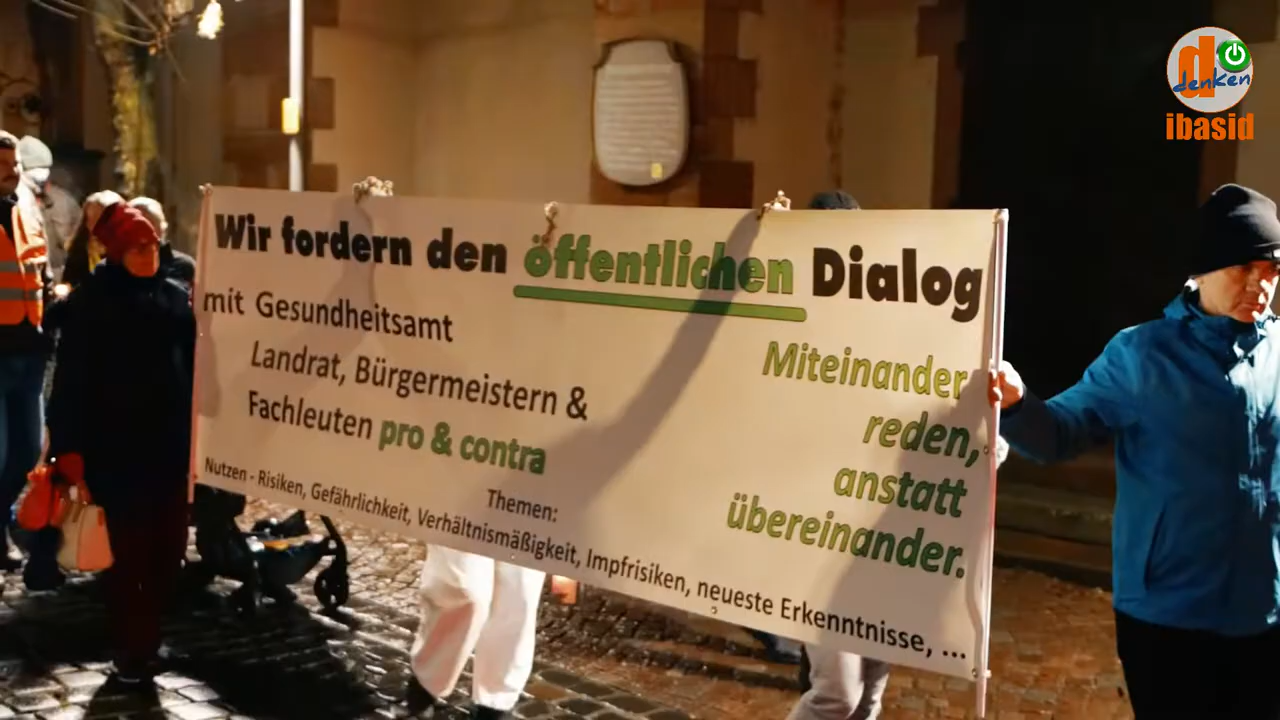 Wir fordern den öffentlichen Dialog
mit Gesundheitsamt
Landrat, Bürgermeistern &
Fachleuten pro & contra
Miteinander
reden,
anstatt
übereinander.
Themen:
Nutzen - Risiken, Gefährlichkeit, Verhältnismäßigkeit, Impfrisiken, neueste Erkenntnisse, ...
d
denken
ibasid